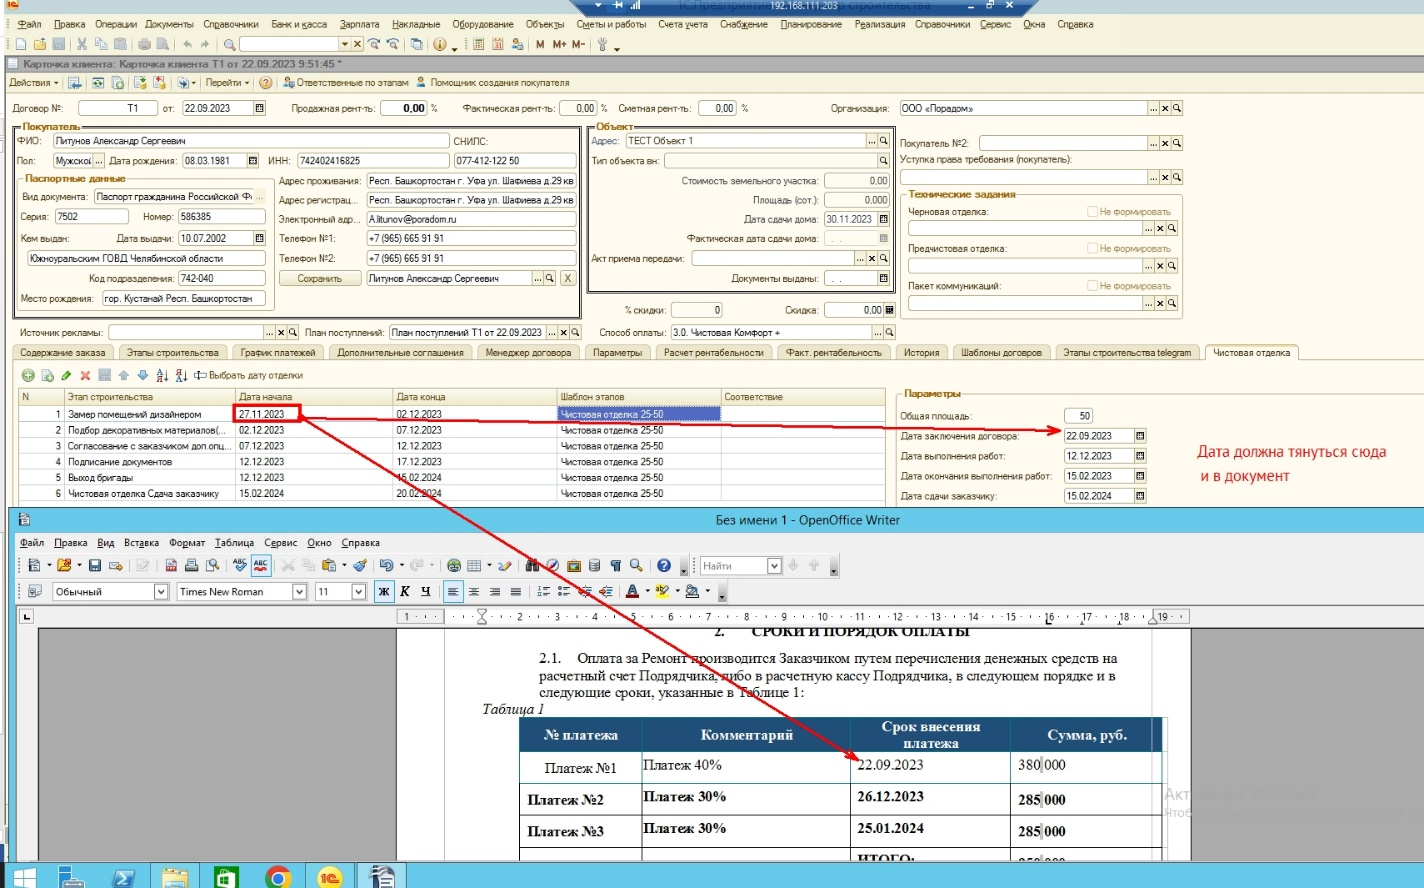 1С:Предприятие
строительства
192.168.111.203
Файл Правка Операции Документы Справочники Банк и касса Зарплата Накладные Оборудование Объекты Сметы и работы Счета учета Снабжение Планирование Реализация Справочники Сервис Окна Справка
M M+ M-
Карточка клиента: Карточка клиента Т1 от 22.09.2023 9:51:45 *
Действия Перейти Ответственные по этапам Помощник создания покупателя
Договор №: Т1 от: 22.09.2023 Продажная рент-ть: 0,00 % Фактическая рент-ть: 0,00 % Сметная рент-ть: 0,00 % Организация: ООО «Порадом»
Покупатель Объект
ФИО: Литунов Александр Сергеевич СНИЛС: Адрес: ТЕСТ Объект 1 Покупатель №2:
Пол: Мужской ... Дата рождения: 08.03.1981 ИНН: 742402416825 077-412-122 50 Тип объекта вн: Уступка права требования (покупатель):
Паспортные данные Адрес проживания: Респ. Башкортостан г. Уфа ул. Шафиева д.29 кв Стоимость земельного участка: 0,00
Вид документа: Паспорт гражданина Российской Ф ... Адрес регистрац... Респ. Башкортостан г. Уфа ул. Шафиева д.29 кв Площадь (сот.): 0,000 Технические задания
Серия: 7502 Номер: 586385 Электронный адр... A.litunov@poradom.ru Дата сдачи дома: 30.11.2023 Черновая отделка: Не формировать
Кем выдан: Дата выдачи: 10.07.2002 Телефон №1: +7 (965) 665 91 91 Фактическая дата сдачи дома: . .
Южноуральским ГОВД Челябинской области Телефон №2: +7 (965) 665 91 91 Акт приема передачи: Предчистовая отделка: Не формировать
Код подразделения: 742-040 Сохранить Литунов Александр Сергеевич ... X Документы выданы: . .
Место рождения: гор. Кустанай Респ. Башкортостан Пакет коммуникаций: Не формировать
% скидки: 0 Скидка: 0,00
Источник рекламы: План поступлений: План поступлений Т1 от 22.09.2023 Способ оплаты: 3.0. Чистовая Комфорт +
Содержание заказа Этапы строительства График платежей Дополнительные соглашения Менеджер договора Параметры Расчет рентабельности Факт. рентабельность История Шаблоны договров Этапы строительства telegram Чистовая отделка
Выбрать дату отделки
N Этап строительства Дата начала Дата конца Шаблон этапов Соответствие
1 Замер помещений дизайнером 27.11.2023 02.12.2023 Чистовая отделка 25-50
2 Подбор декоративных материалов(... 02.12.2023 07.12.2023 Чистовая отделка 25-50
3 Согласование с заказчиком доп.опц... 07.12.2023 12.12.2023 Чистовая отделка 25-50
4 Подписание документов 12.12.2023 17.12.2023 Чистовая отделка 25-50
5 Выход бригады 12.12.2023 15.02.2024 Чистовая отделка 25-50
6 Чистовая отделка Сдача заказчику 15.02.2024 20.02.2024 Чистовая отделка 25-50
Параметры
Общая площадь: 50
Дата заключения договора: 22.09.2023
Дата выполнения работ: 12.12.2023
Дата окончания выполнения работ: 15.02.2023
Дата сдачи заказчику: 15.02.2024
Дата должна тянуться сюда
и в документ
Без имени 1 - OpenOffice Writer
Файл Правка Вид Вставка Формат Таблица Сервис Окно Справка
Найти
Обычный Times New Roman 11 Ж К Ч
1 2 3 4 5 6 7 8 9 10 11 12 13 14 15 16 17 18 19
2. СРОКИ И ПОРЯДОК ОПЛАТЫ
2.1. Оплата за Ремонт производится Заказчиком путем перечисления денежных средств на
расчетный счет Подрядчика, либо в расчетную кассу Подрядчика, в следующем порядке и в
следующие сроки, указанные в Таблице 1:
Таблица 1
№ платежа Комментарий Срок внесения платежа Сумма, руб.
Платеж №1 Платеж 40% 22.09.2023 380 000
Платеж №2 Платеж 30% 26.12.2023 285 000
Платеж №3 Платеж 30% 25.01.2024 285 000
ИТОГО: